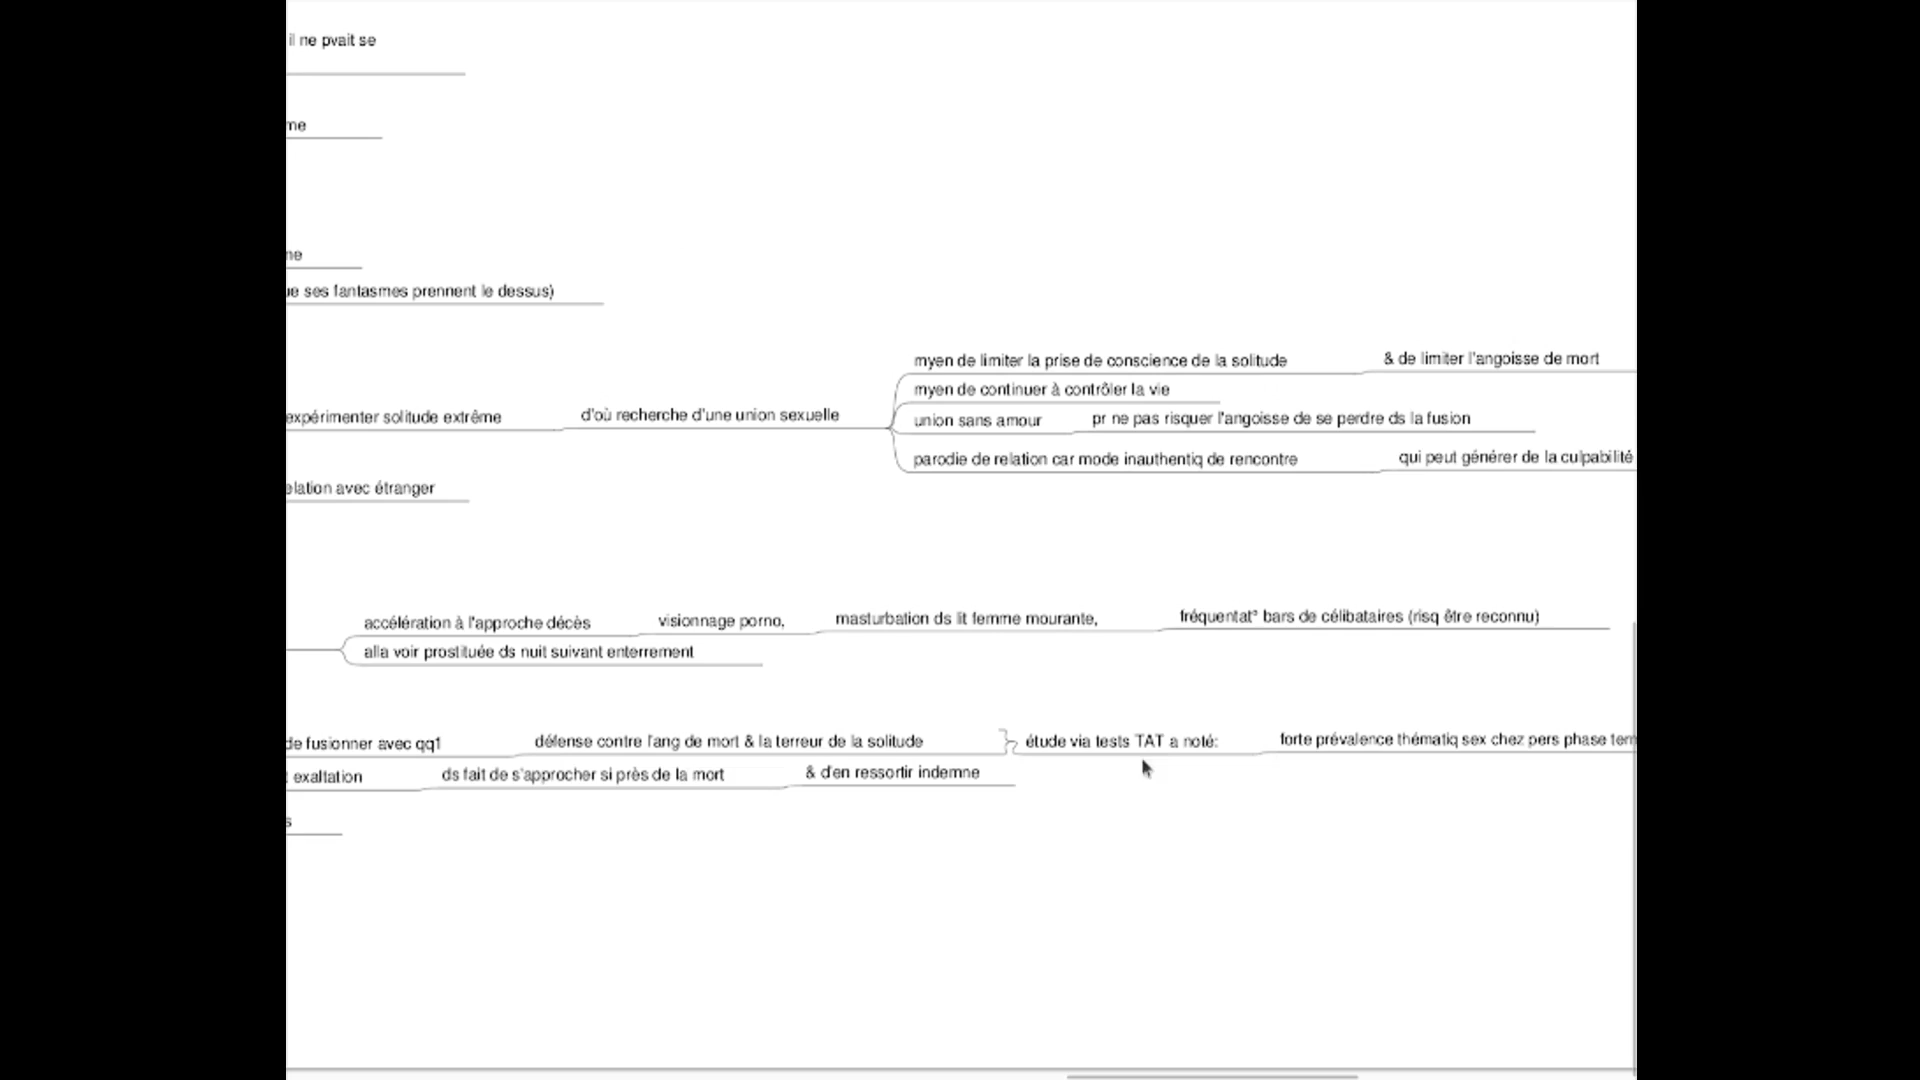 il ne pvait se
me
ne
ue ses fantasmes prennent le dessus)
myen de limiter la prise de conscience de la solitude & de limiter l'angoisse de mort
myen de continuer à contrôler la vie
expérimenter solitude extrême d'où recherche d'une union sexuelle union sans amour pr ne pas risquer l'angoisse de se perdre ds la fusion
parodie de relation car mode inauthentiq de rencontre qui peut générer de la culpabilité
elation avec étranger
accélération à l'approche décès visionnage porno, masturbation ds lit femme mourante, fréquentat° bars de célibataires (risq être reconnu)
alla voir prostituée ds nuit suivant enterrement
de fusionner avec qq1 défense contre l'ang de mort & la terreur de la solitude étude via tests TAT a noté: forte prévalence thématiq sex chez pers phase term
exaltation ds fait de s'approcher si près de la mort & d'en ressortir indemne
s